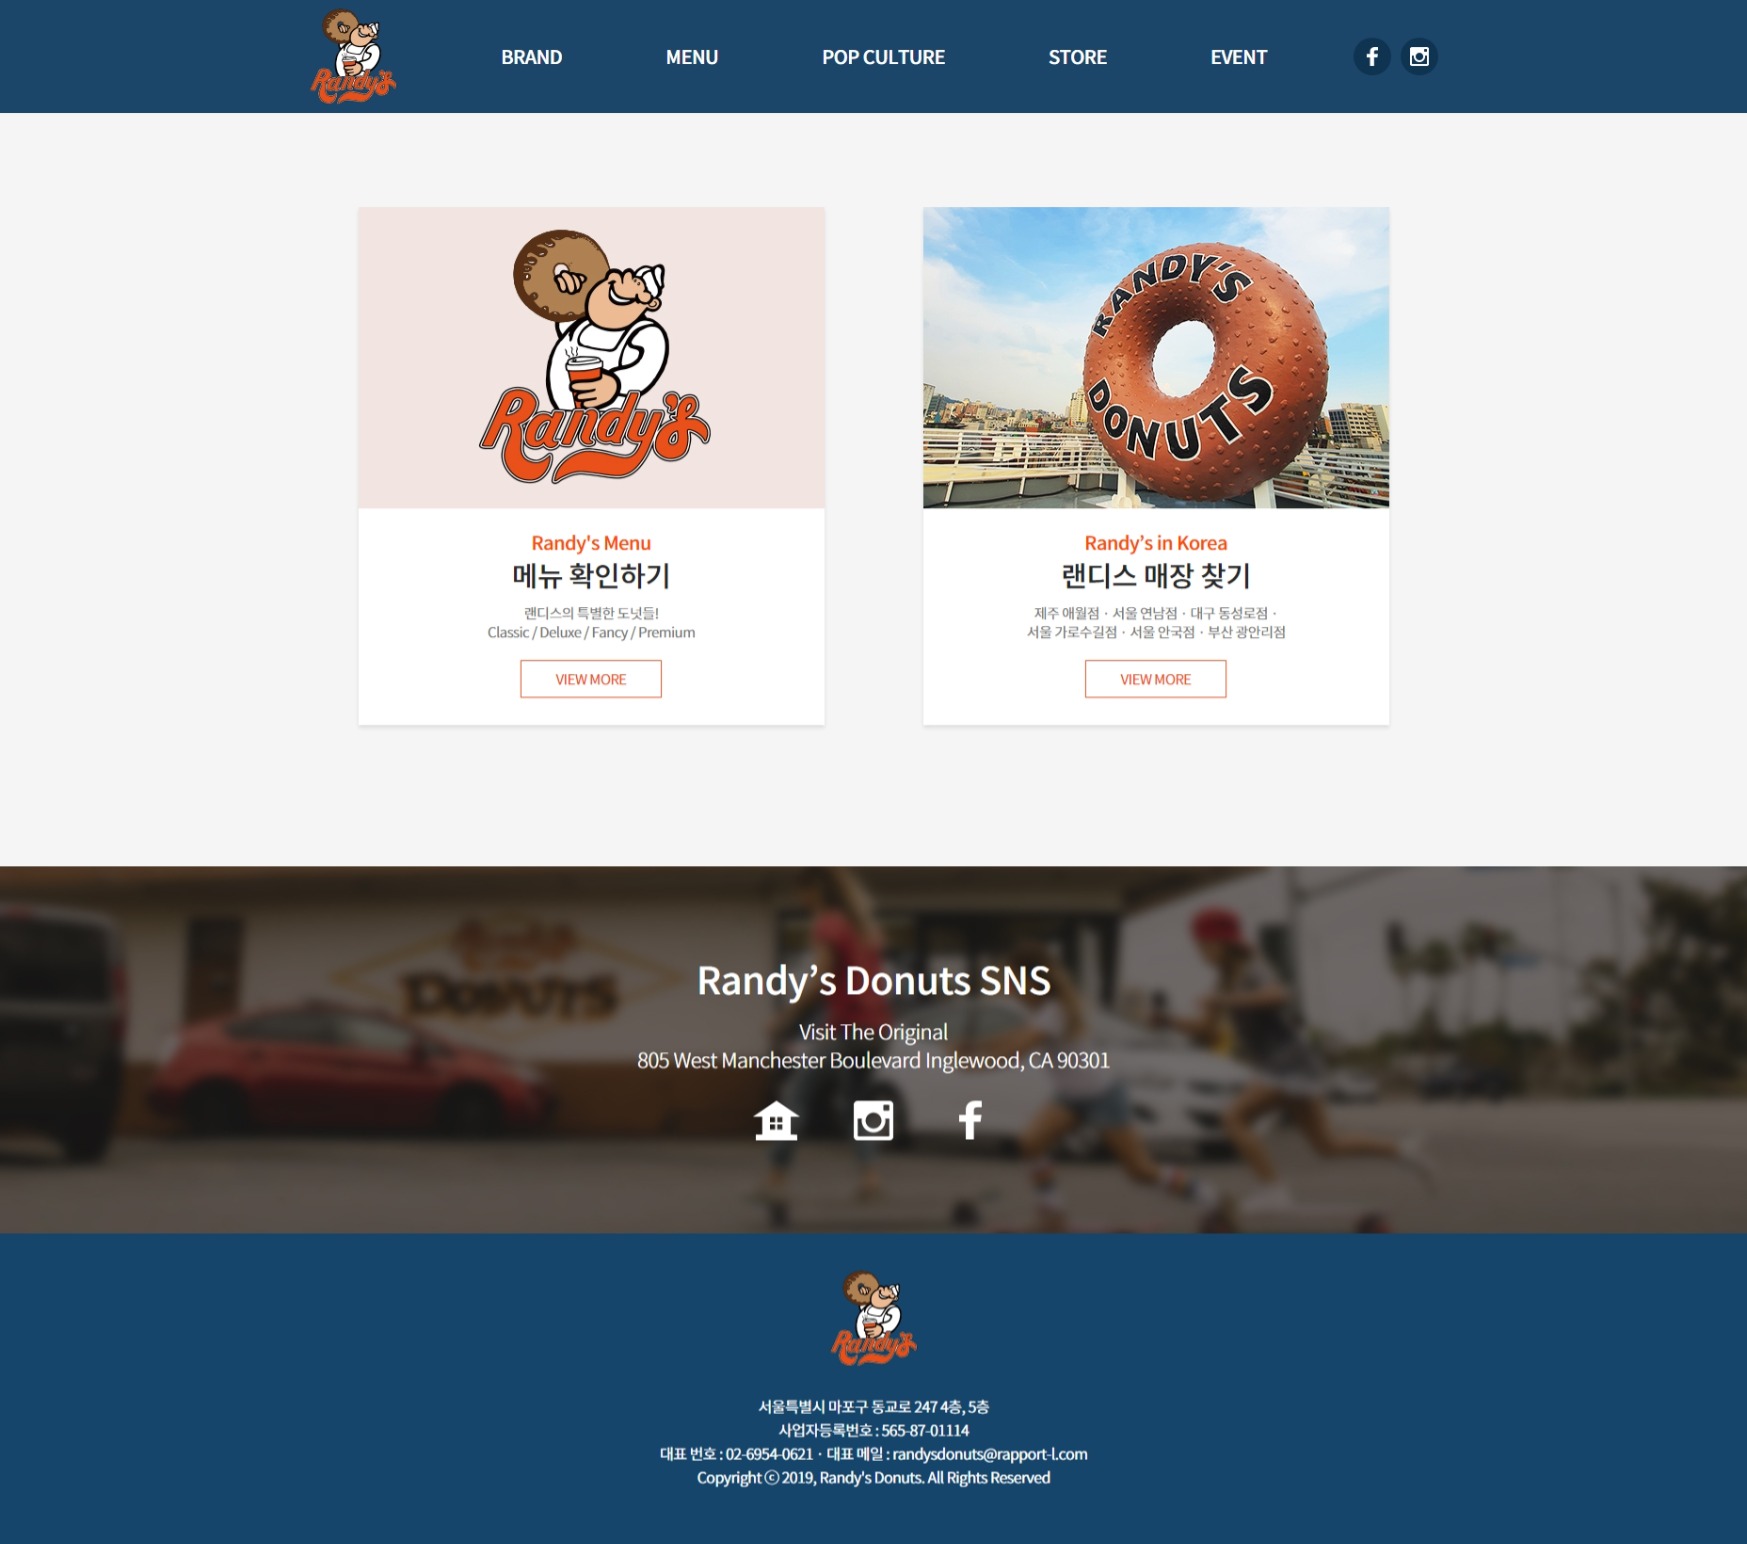 Randy's
BRAND
MENU
POP CULTURE
STORE
EVENT
Randy's
RANDY'S
DONUTS
Randy's Menu
메뉴 확인하기
랜디스의 특별한 도넛들!
Classic / Deluxe / Fancy / Premium
VIEW MORE
Randy’s in Korea
랜디스 매장 찾기
제주 애월점 · 서울 연남점 · 대구 동성로점 ·
서울 가로수길점 · 서울 안국점 · 부산 광안리점
VIEW MORE
DONUTS
Randy’s Donuts SNS
Visit The Original
805 West Manchester Boulevard Inglewood, CA 90301
Randy's
서울특별시 마포구 동교로 247 4층, 5층
사업자등록번호 : 565-87-01114
대표 번호 : 02-6954-0621 · 대표 메일 : randysdonuts@rapport-l.com
Copyright ⓒ 2019, Randy's Donuts. All Rights Reserved